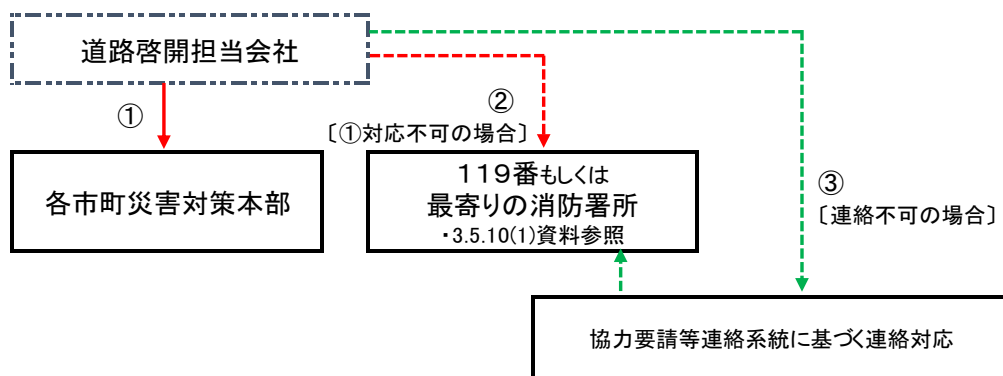 道路啓開担当会社
①
②
〔①対応不可の場合〕
各市町災害対策本部
119番もしくは
最寄りの消防署所
・3.5.10(1)資料参照
③
〔連絡不可の場合〕
協力要請等連絡系統に基づく連絡対応